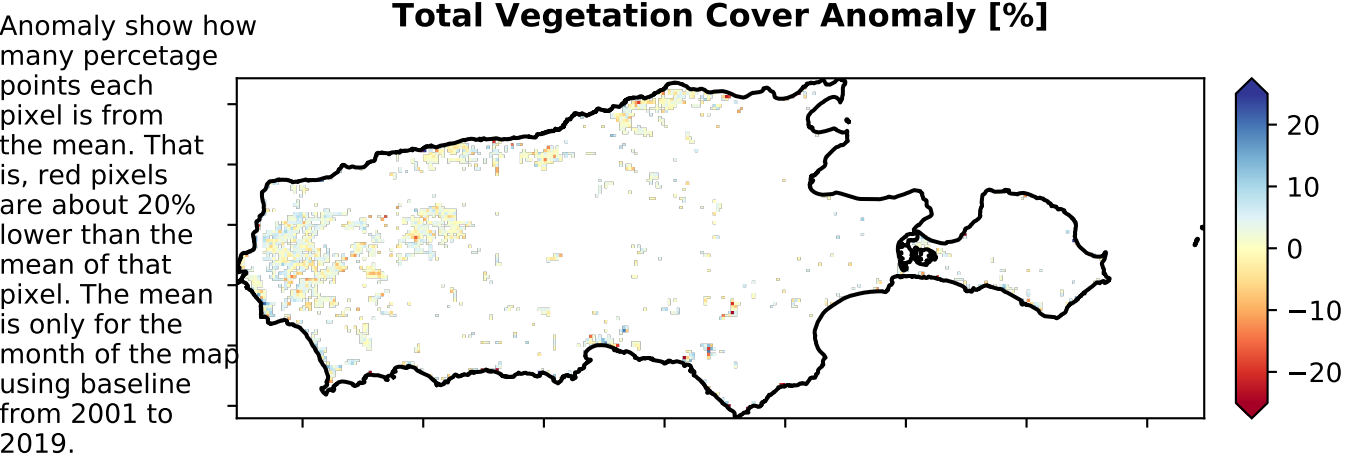 Total Vegetation Cover Anomaly [%]
Anomaly show how
many percetage
points each
pixel is from
the mean. That
is, red pixels
are about 20%
lower than the
mean of that
pixel. The mean
is only for the
month of the map
using baseline
from 2001 to
2019.
20
10
0
−10
−20